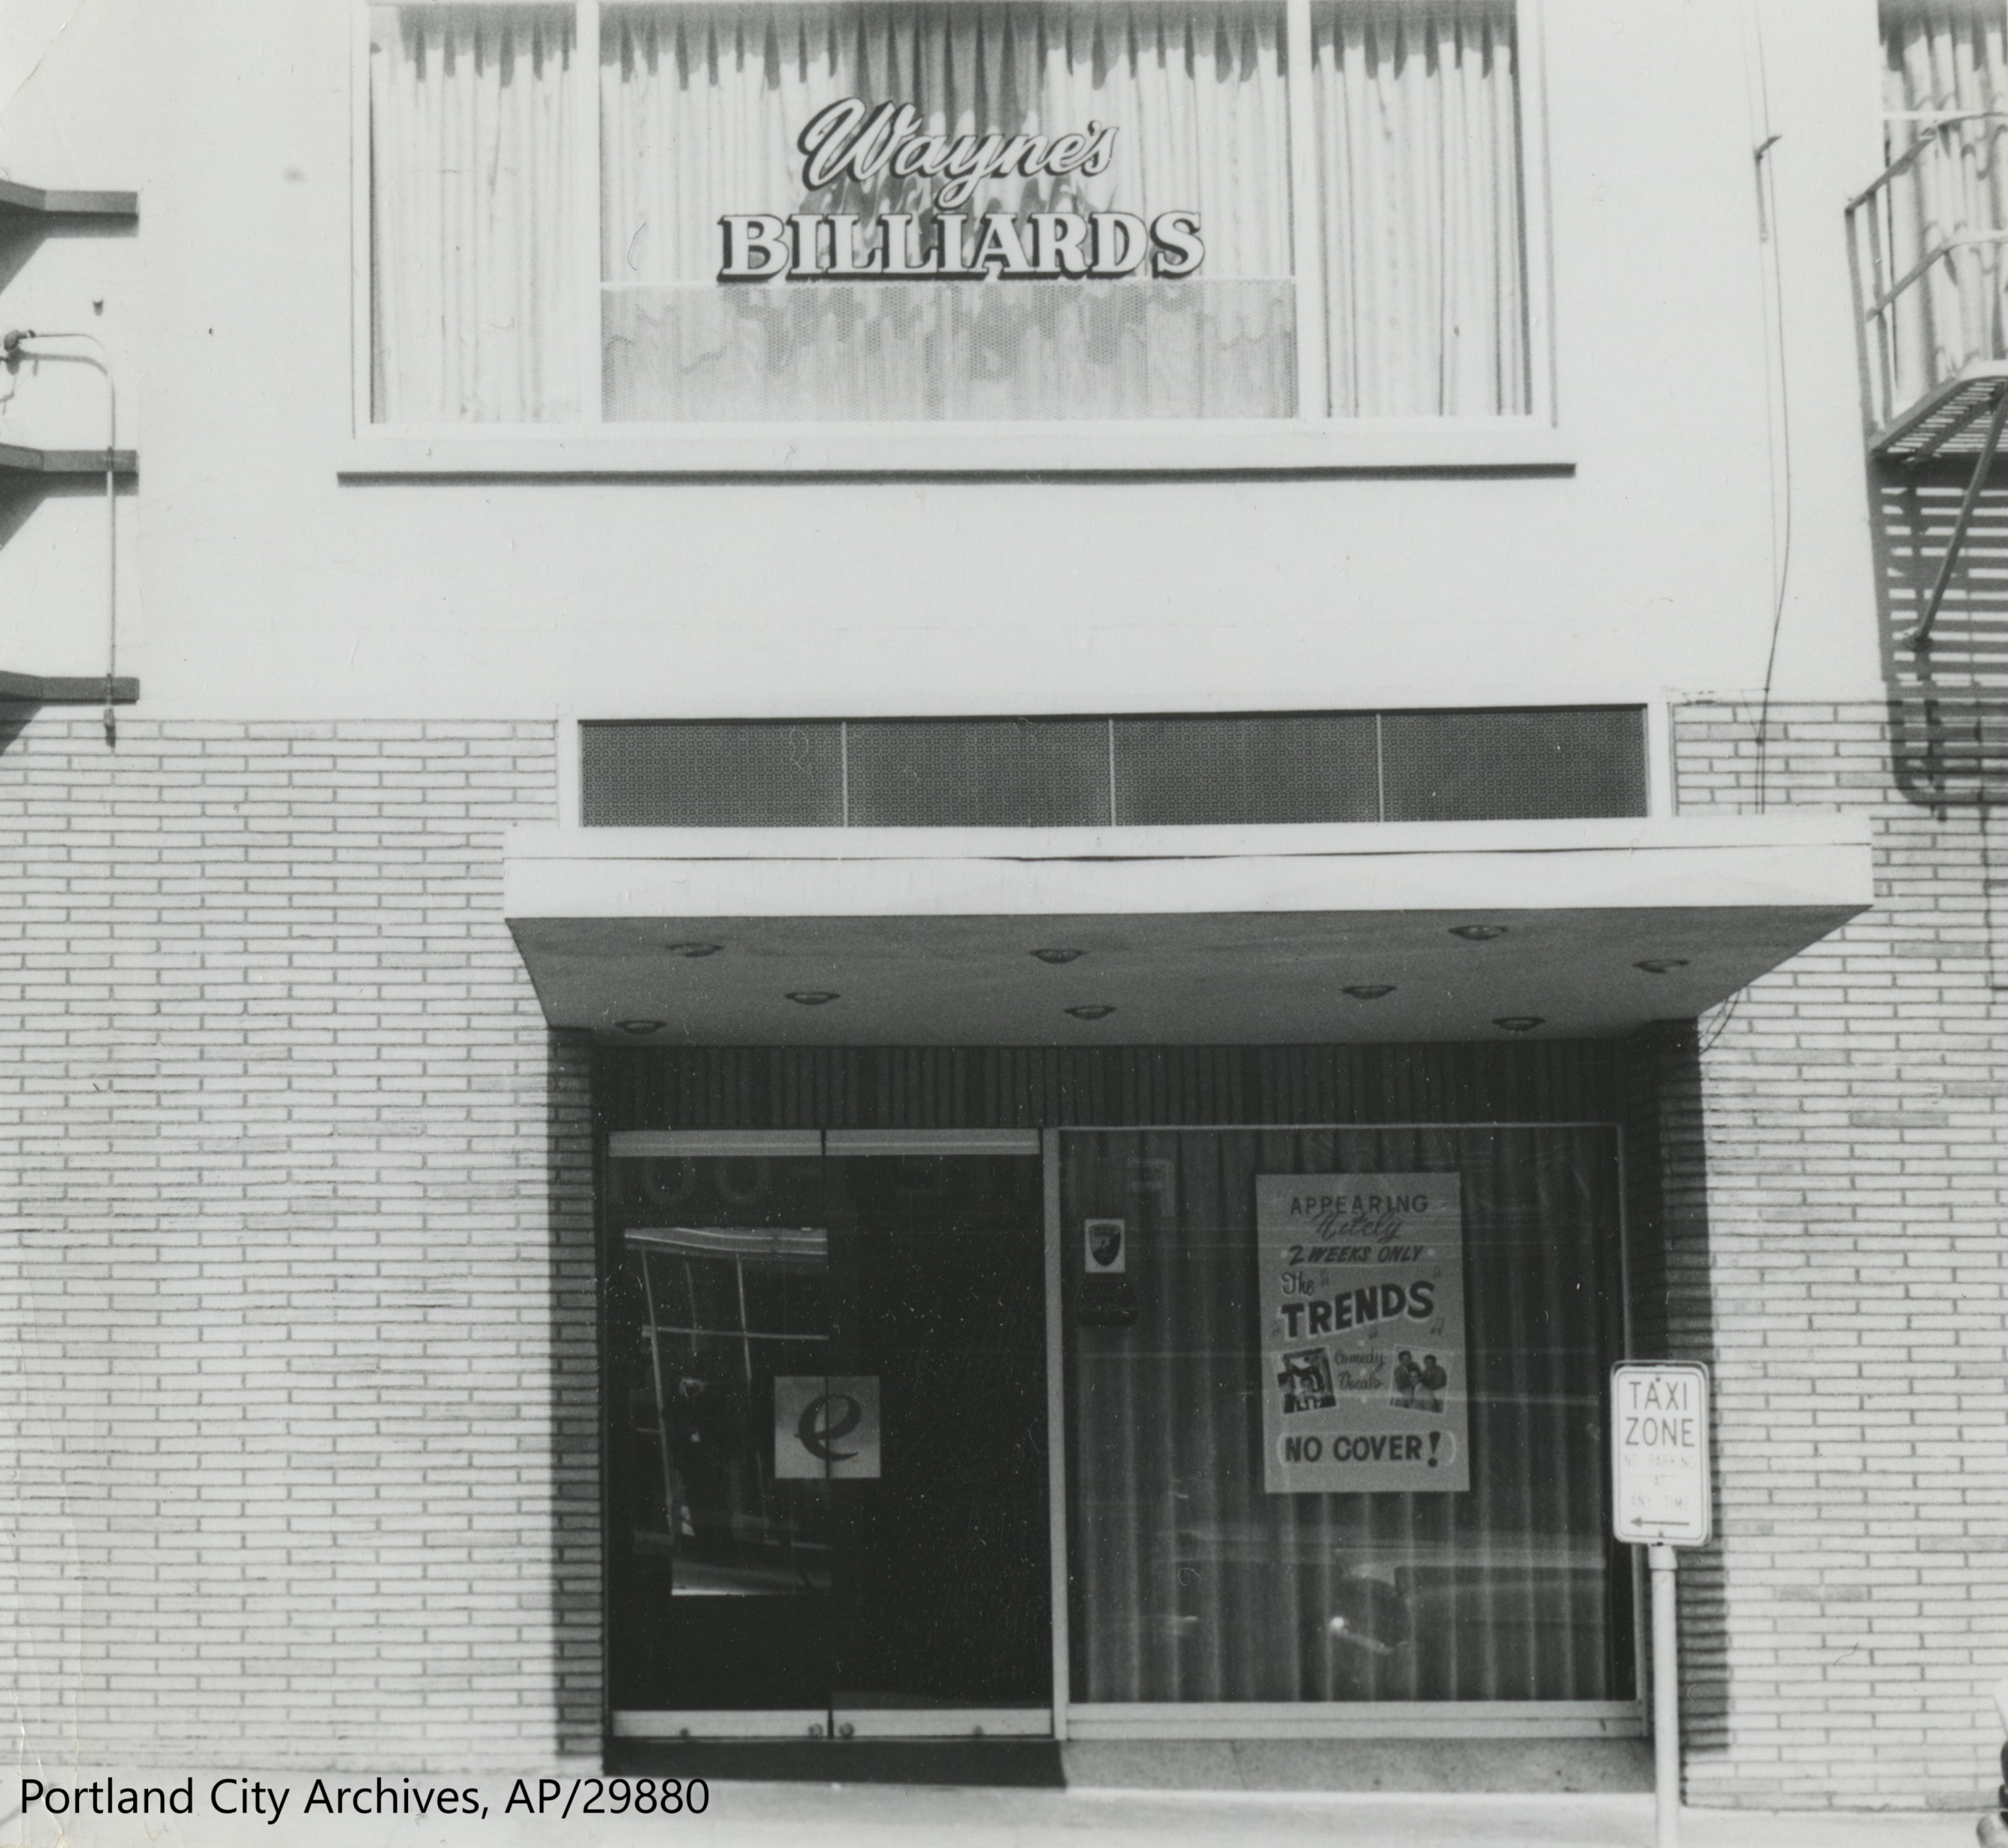 Wayne's
BILLIARDS
APPEARING
Nitely
2 WEEKS ONLY
The
TRENDS
Comedy
Vocals
NO COVER!
e
TAXI
ZONE
NO PARKING
AT
ANY TIME
Portland City Archives, AP/29880